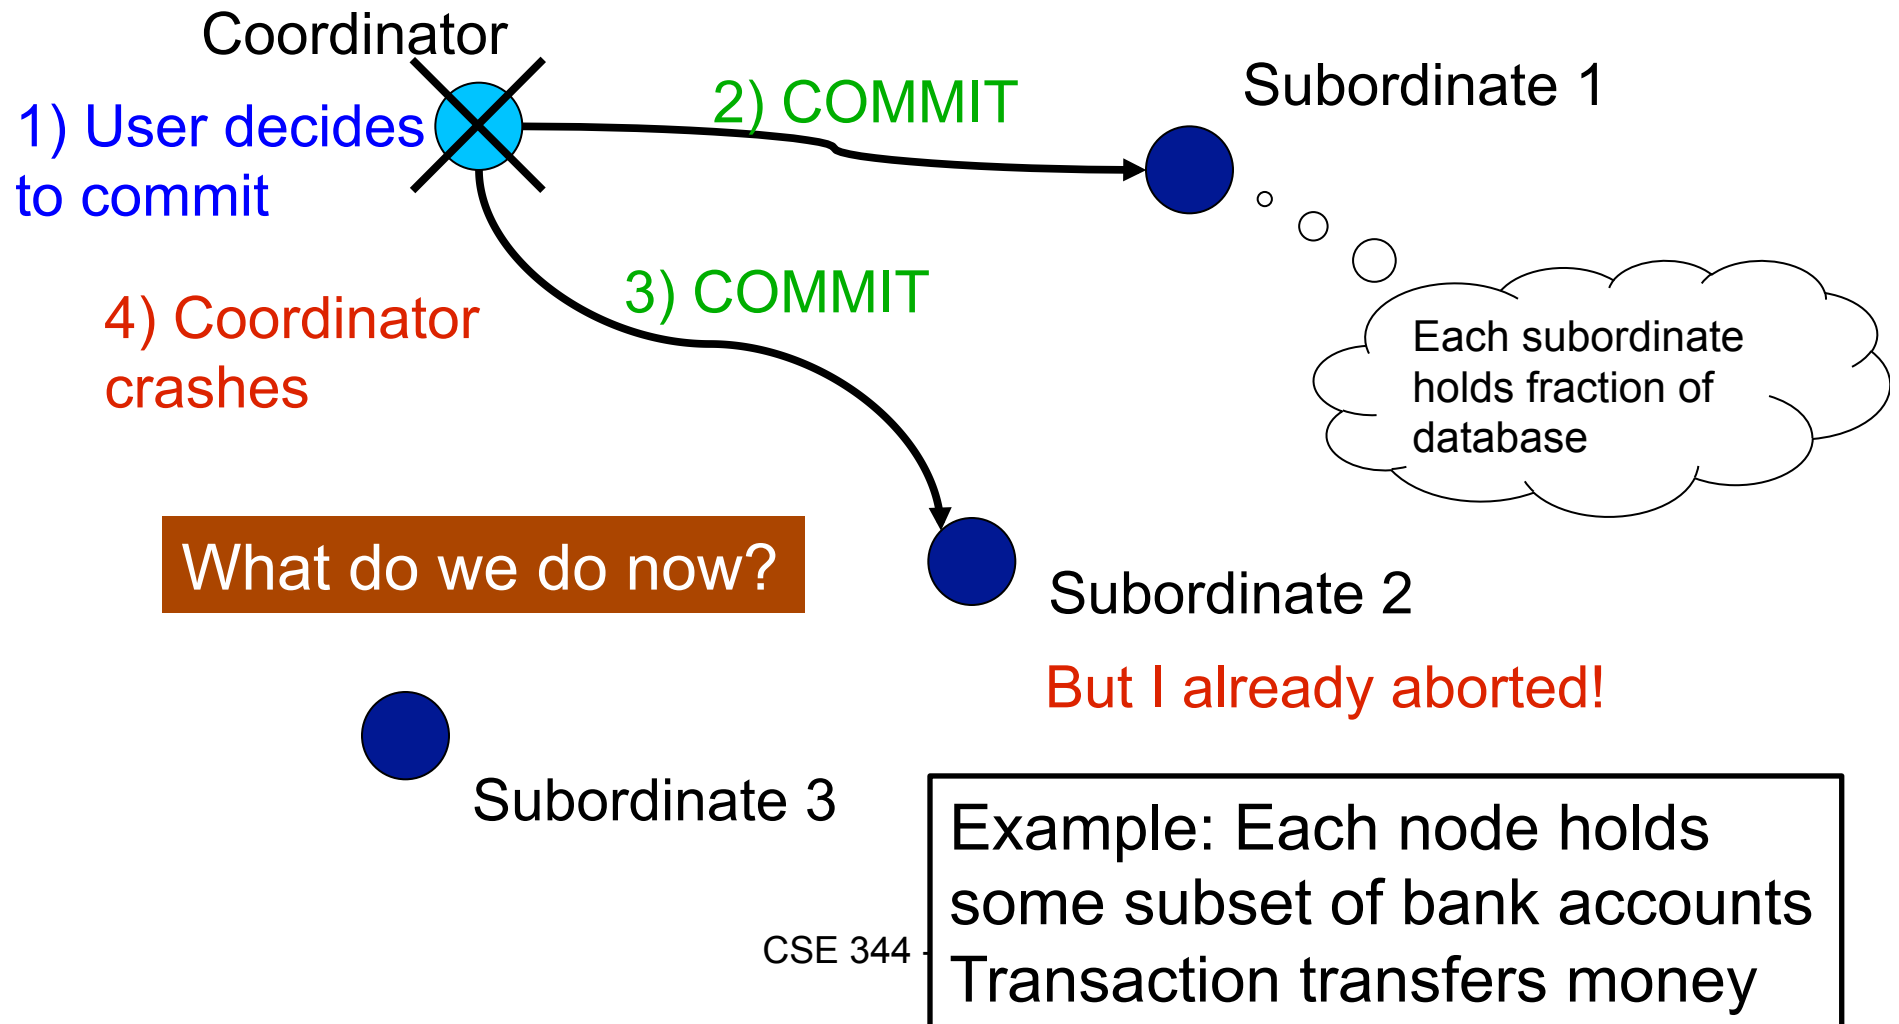 Coordinator
1) User decides
to commit
2) COMMIT
Subordinate 1
3) COMMIT
4) Coordinator
crashes
Each subordinate
holds fraction of
database
What do we do now?
Subordinate 2
But I already aborted!
Subordinate 3
Example: Each node holds
some subset of bank accounts
Transaction transfers money
CSE 344 -